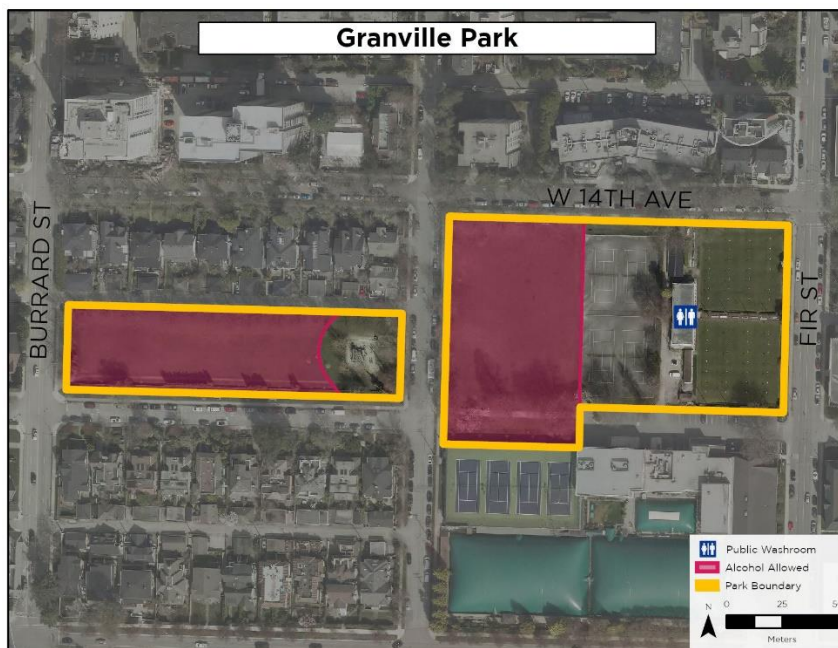 Granville Park
W 14TH AVE
BURRARD ST
FIR ST
Public Washroom
Alcohol Allowed
Park Boundary
N
0 25
Meters